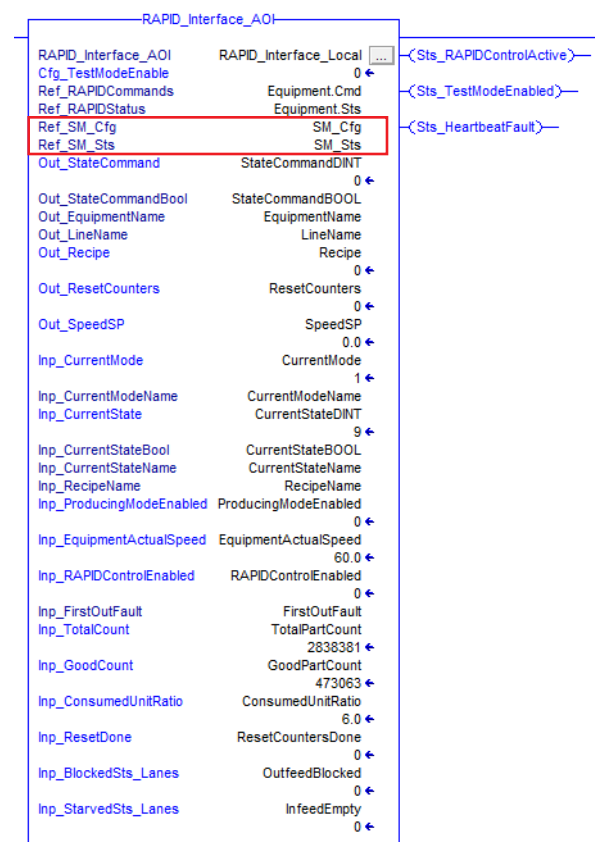 RAPID_Interface_AOI
RAPID_Interface_AOI RAPID_Interface_Local ... (Sts_RAPIDControlActive)
Cfg_TestModeEnable 0
Ref_RAPIDCommands Equipment.Cmd (Sts_TestModeEnabled)
Ref_RAPIDStatus Equipment.Sts
Ref_SM_Cfg SM_Cfg (Sts_HeartbeatFault)
Ref_SM_Sts SM_Sts
Out_StateCommand StateCommandDINT
0
Out_StateCommandBool StateCommandBOOL
Out_EquipmentName EquipmentName
Out_LineName LineName
Out_Recipe Recipe
0
Out_ResetCounters ResetCounters
0
Out_SpeedSP SpeedSP
0.0
Inp_CurrentMode CurrentMode
1
Inp_CurrentModeName CurrentModeName
Inp_CurrentState CurrentStateDINT
9
Inp_CurrentStateBool CurrentStateBOOL
Inp_CurrentStateName CurrentStateName
Inp_RecipeName RecipeName
Inp_ProducingModeEnabled ProducingModeEnabled
0
Inp_EquipmentActualSpeed EquipmentActualSpeed
60.0
Inp_RAPIDControlEnabled RAPIDControlEnabled
0
Inp_FirstOutFault FirstOutFault
Inp_TotalCount TotalPartCount
2838381
Inp_GoodCount GoodPartCount
473063
Inp_ConsumedUnitRatio ConsumedUnitRatio
6.0
Inp_ResetDone ResetCountersDone
0
Inp_BlockedSts_Lanes OutfeedBlocked
0
Inp_StarvedSts_Lanes InfeedEmpty
0